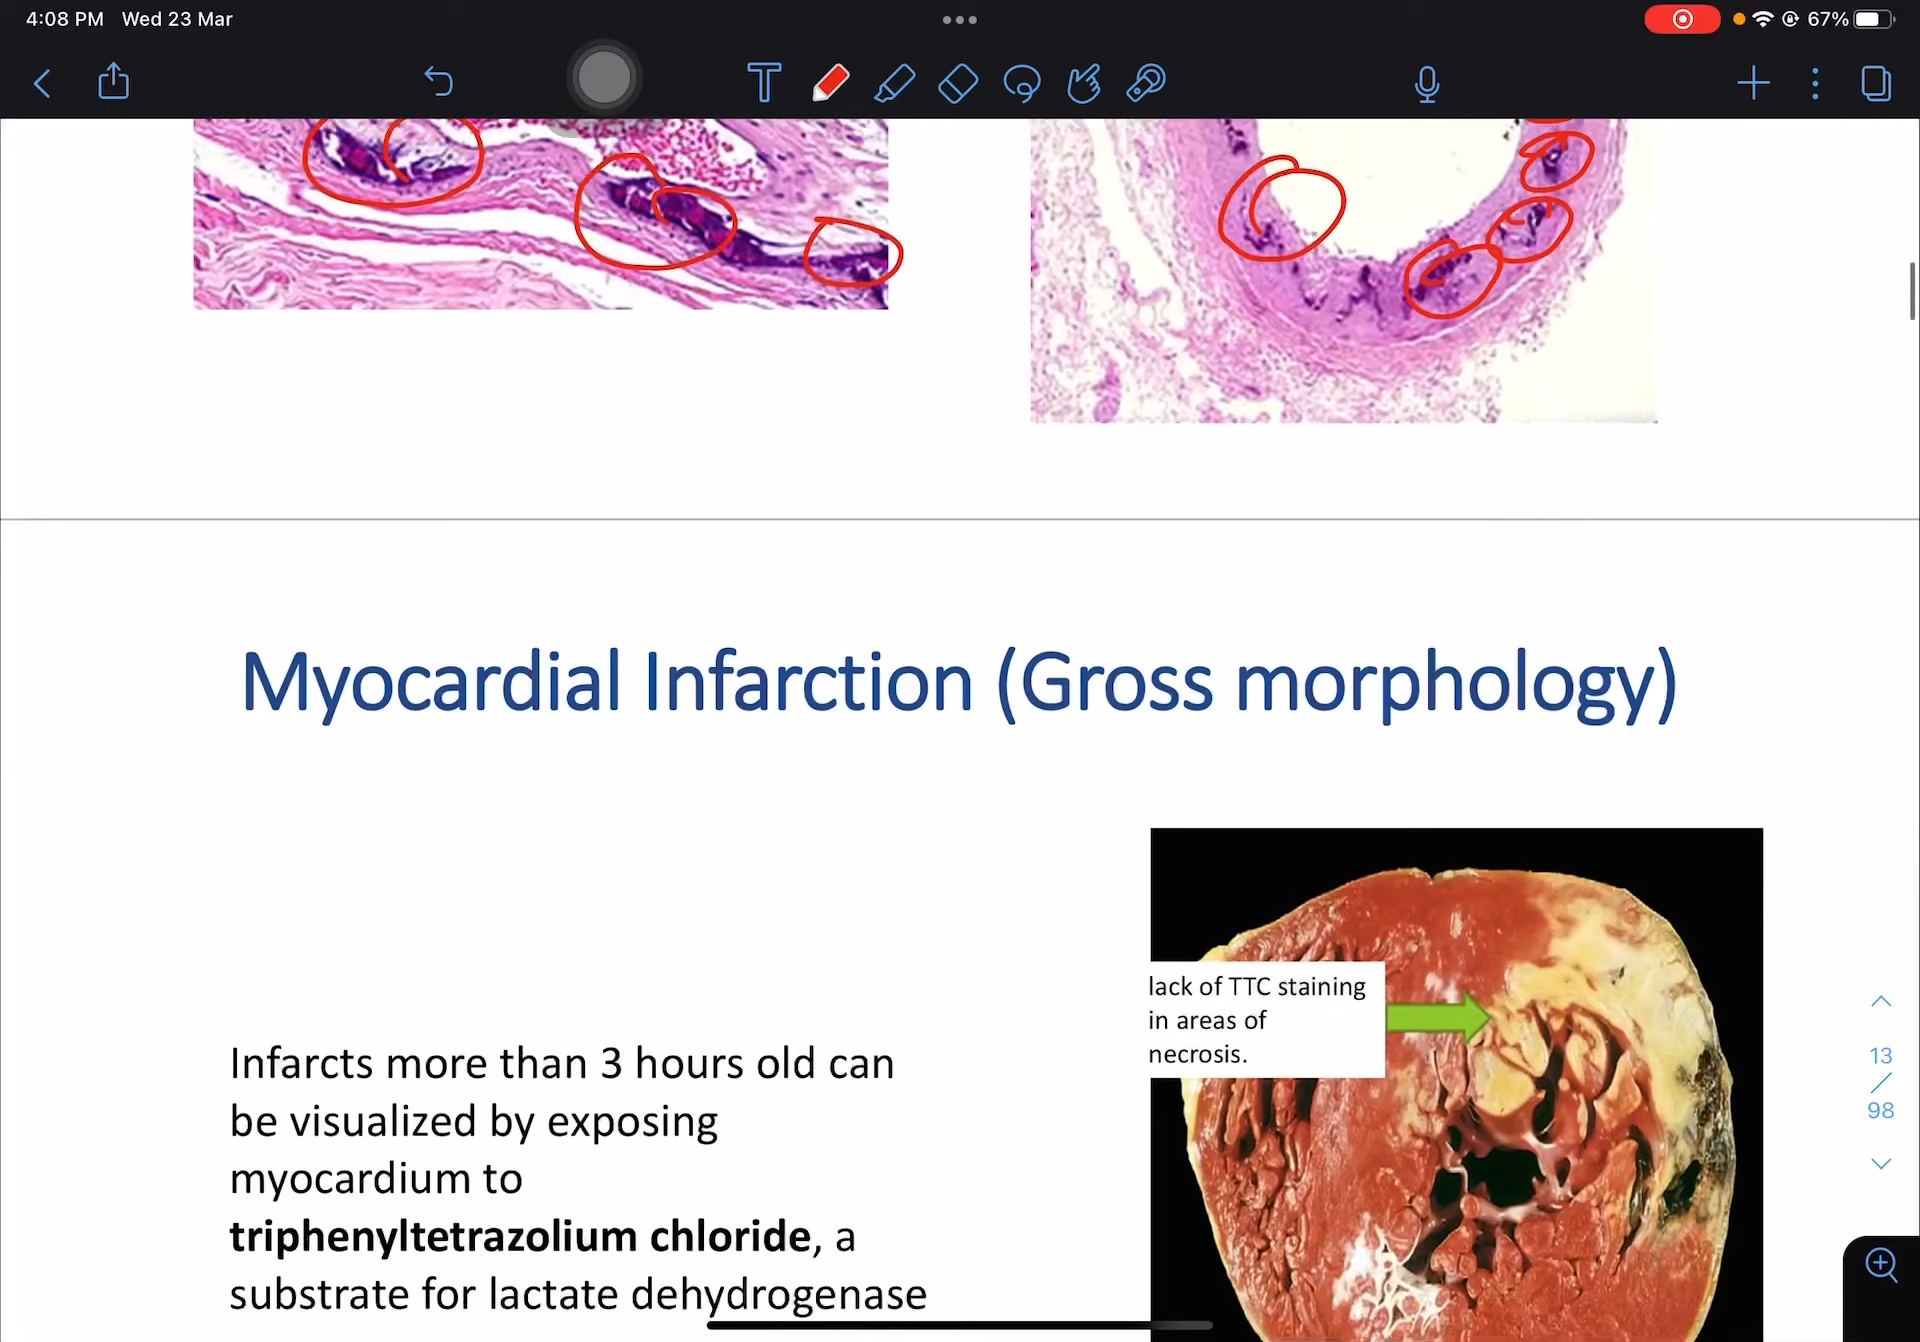 4:08 PM Wed 23 Mar
67%
Myocardial Infarction (Gross morphology)
lack of TTC staining
in areas of
necrosis.
Infarcts more than 3 hours old can
be visualized by exposing
myocardium to
triphenyltetrazolium chloride, a
substrate for lactate dehydrogenase
13
/
98